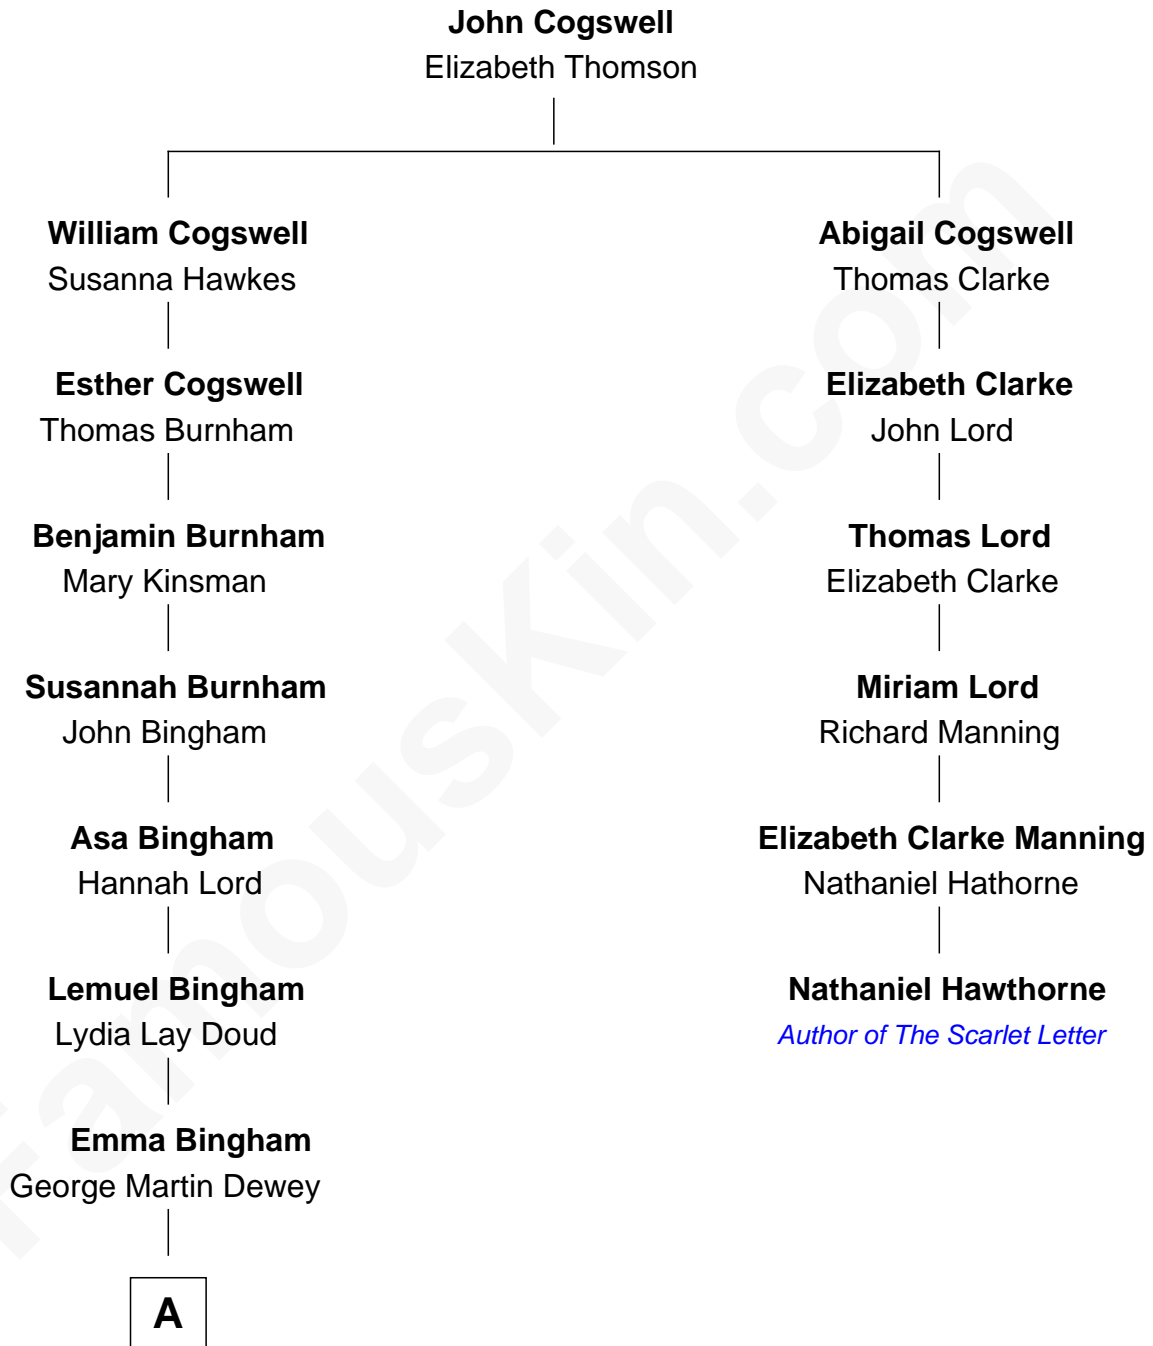 John Cogswell
Elizabeth Thomson
William Cogswell
Susanna Hawkes
Abigail Cogswell
Thomas Clarke
Esther Cogswell
Thomas Burnham
Elizabeth Clarke
John Lord
Benjamin Burnham
Mary Kinsman
Thomas Lord
Elizabeth Clarke
Susannah Burnham
John Bingham
Miriam Lord
Richard Manning
Asa Bingham
Hannah Lord
Elizabeth Clarke Manning
Nathaniel Hathorne
Lemuel Bingham
Lydia Lay Doud
Nathaniel Hawthorne
Author of The Scarlet Letter
Emma Bingham
George Martin Dewey
A
FamousKin.com